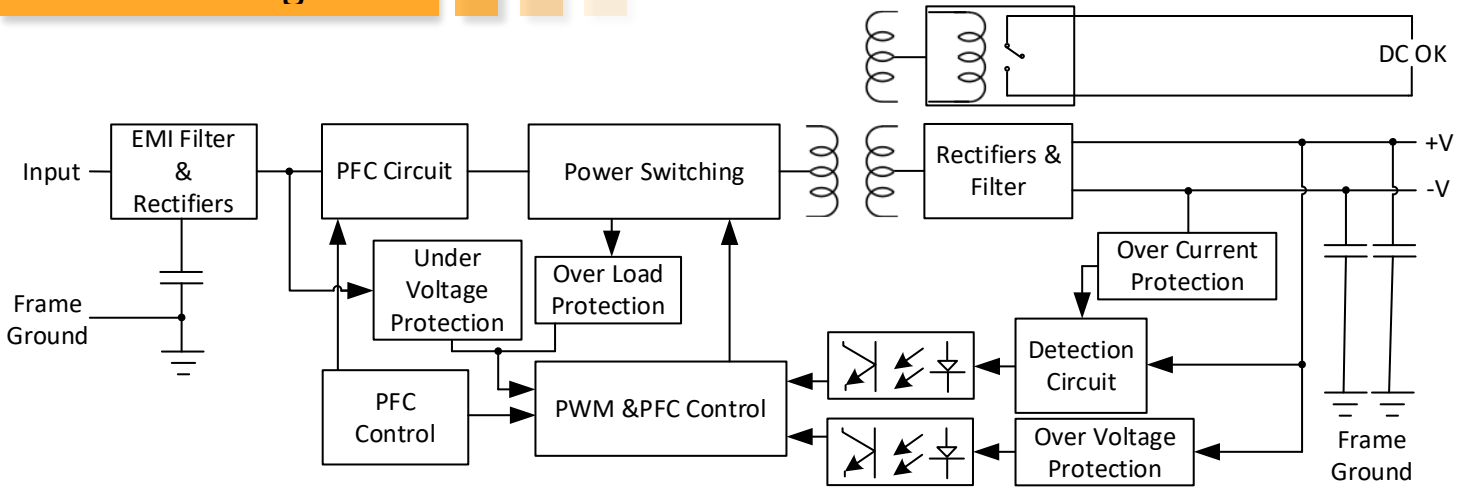 DC OK
EMI Filter
&
Rectifiers
Input
PFC Circuit
Power Switching
Rectifiers &
Filter
+V
-V
Under
Voltage
Protection
Over Load
Protection
Over Current
Protection
Frame
Ground
Detection
Circuit
PFC
Control
PWM &PFC Control
Over Voltage
Protection
Frame
Ground